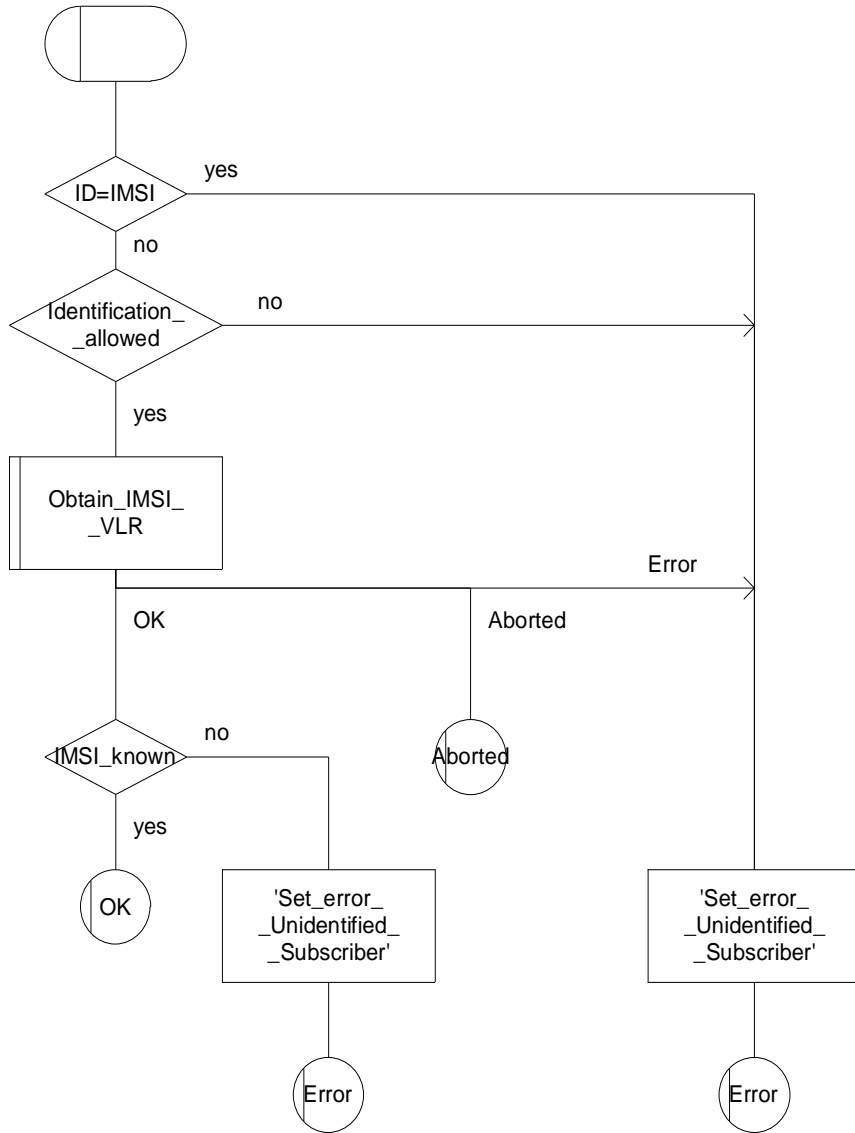 yes
ID=IMSI
no
Identification_
_allowed
no
yes
Obtain_IMSI_
_VLR
Error
OK
Aborted
IMSI_known
no
Aborted
yes
OK
'Set_error_
_Unidentified_
_Subscriber'
'Set_error_
_Unidentified_
_Subscriber'
Error
Error